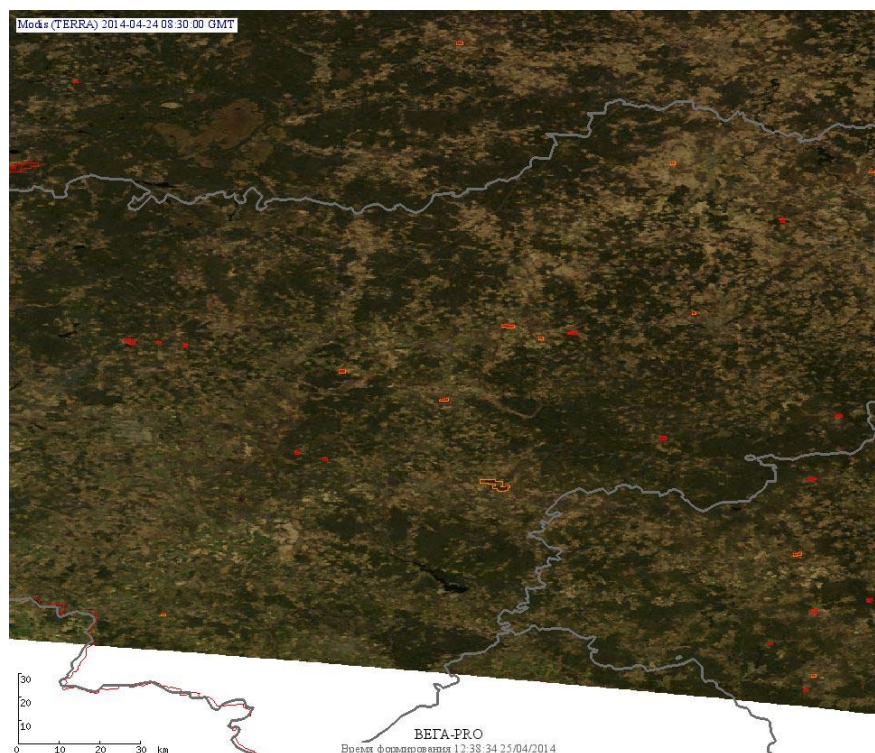 Modis (TERRA) 2014-04-24 08:30:00 GMT
30
20
10
0 10 20 30 km
ВЕГА-PRO
Время формирования 12:38:34 25/04/2014